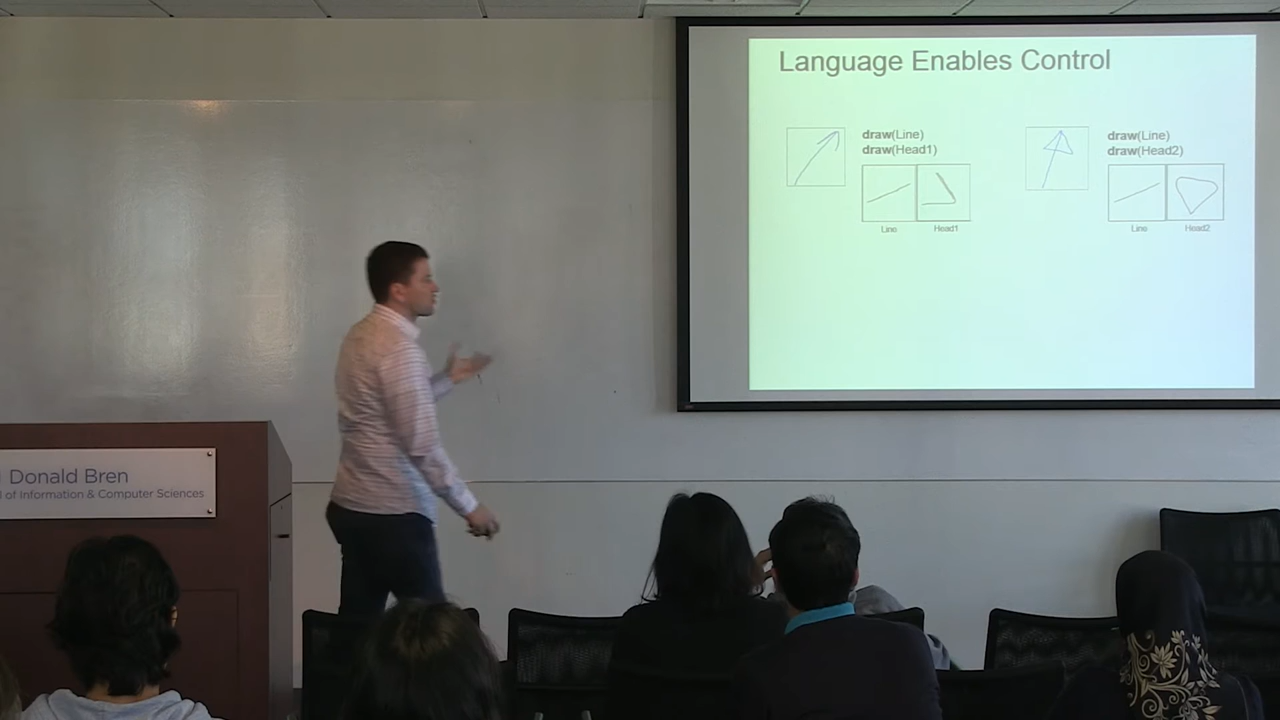 Language Enables Control
draw(Line)
draw(Head1)
Line
Head1
draw(Line)
draw(Head2)
Line
Head2
Donald Bren
l of Information & Computer Sciences